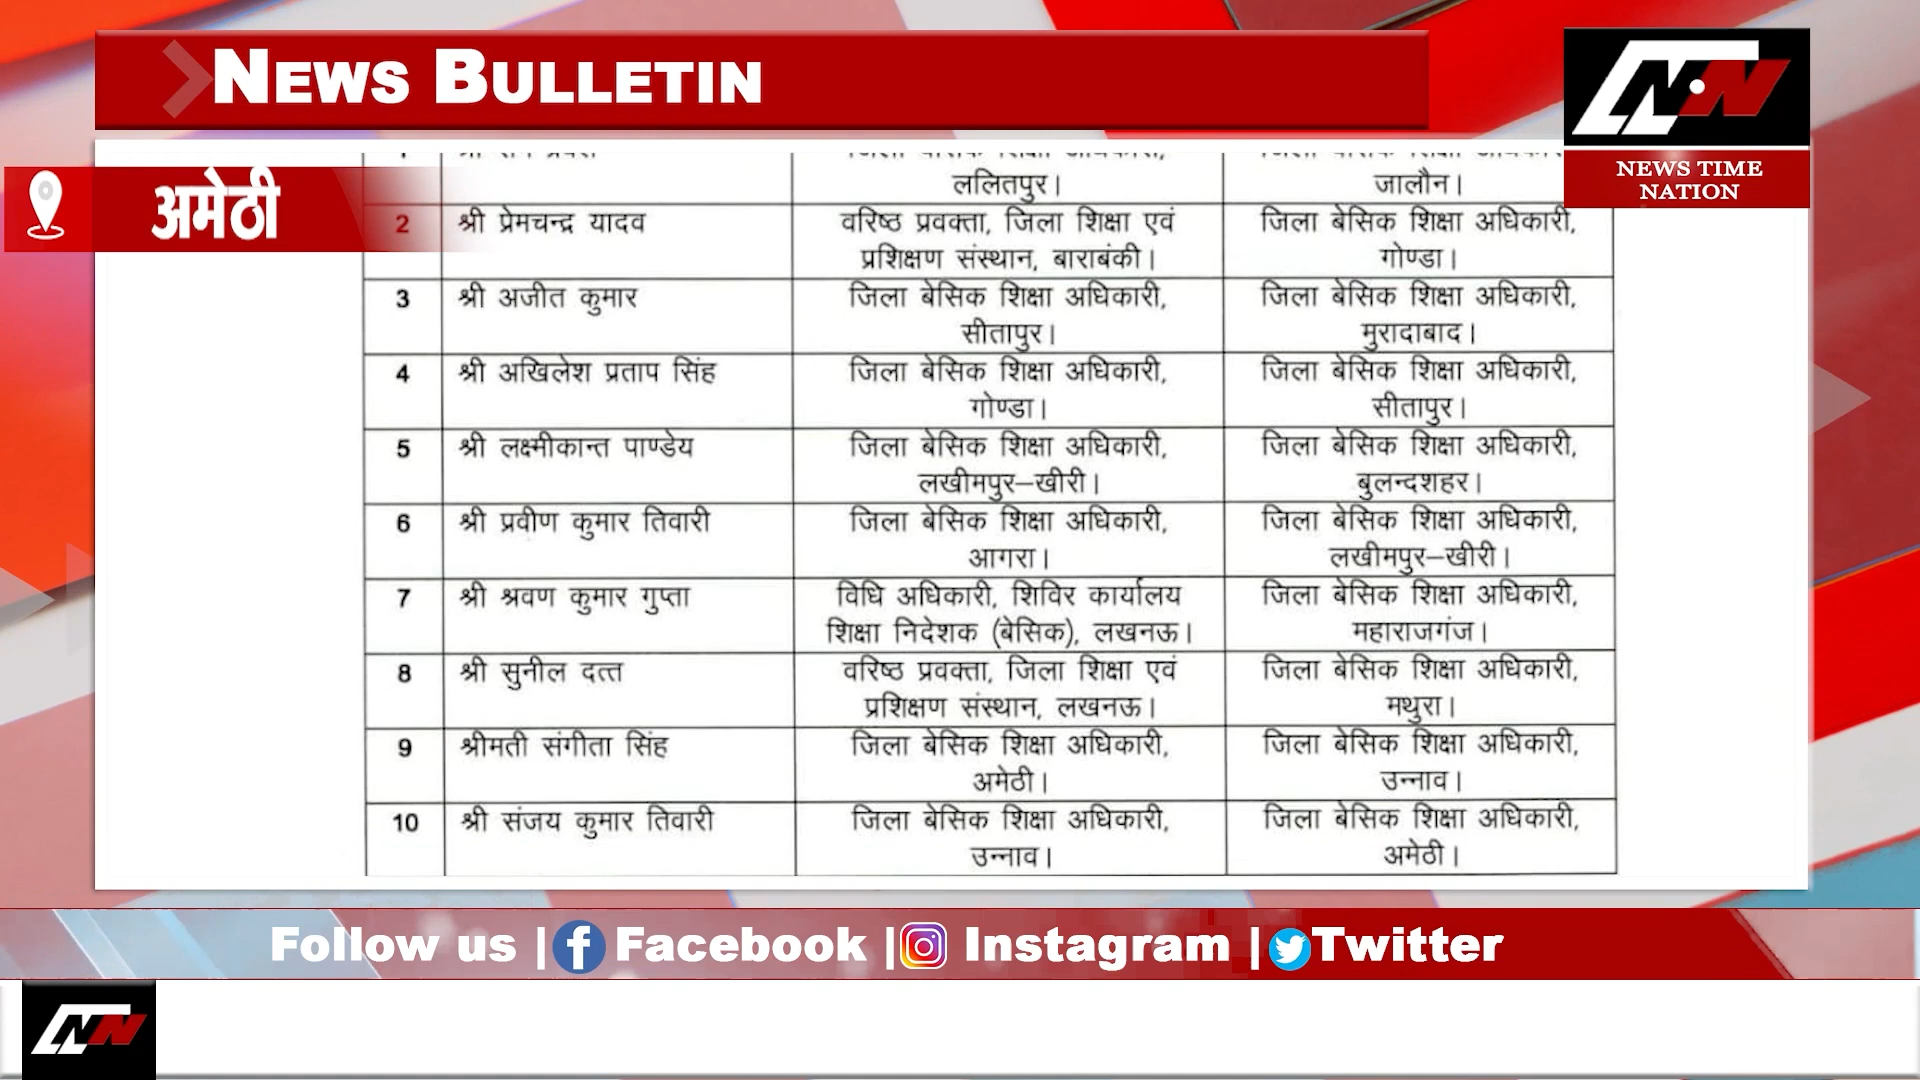 NEWS BULLETIN
NEWS TIME
NATION
अमेठी
ललितपुर।
जालौन।
2 श्री प्रेमचन्द्र यादव वरिष्ठ प्रवक्ता, जिला शिक्षा एवं जिला बेसिक शिक्षा अधिकारी,
प्रशिक्षण संस्थान, बाराबंकी। गोण्डा।
3 श्री अजीत कुमार जिला बेसिक शिक्षा अधिकारी, जिला बेसिक शिक्षा अधिकारी,
सीतापुर। मुरादाबाद।
4 श्री अखिलेश प्रताप सिंह जिला बेसिक शिक्षा अधिकारी, जिला बेसिक शिक्षा अधिकारी,
गोण्डा। सीतापुर।
5 श्री लक्ष्मीकान्त पाण्डेय जिला बेसिक शिक्षा अधिकारी, जिला बेसिक शिक्षा अधिकारी,
लखीमपुर–खीरी। बुलन्दशहर।
6 श्री प्रवीण कुमार तिवारी जिला बेसिक शिक्षा अधिकारी, जिला बेसिक शिक्षा अधिकारी,
आगरा। लखीमपुर–खीरी।
7 श्री श्रवण कुमार गुप्ता विधि अधिकारी, शिविर कार्यालय जिला बेसिक शिक्षा अधिकारी,
शिक्षा निदेशक (बेसिक), लखनऊ। महाराजगंज।
8 श्री सुनील दत्त वरिष्ठ प्रवक्ता, जिला शिक्षा एवं जिला बेसिक शिक्षा अधिकारी,
प्रशिक्षण संस्थान, लखनऊ। मथुरा।
9 श्रीमती संगीता सिंह जिला बेसिक शिक्षा अधिकारी, जिला बेसिक शिक्षा अधिकारी,
अमेठी। उन्नाव।
10 श्री संजय कुमार तिवारी जिला बेसिक शिक्षा अधिकारी, जिला बेसिक शिक्षा अधिकारी,
उन्नाव। अमेठी।
Follow us | Facebook | Instagram | Twitter